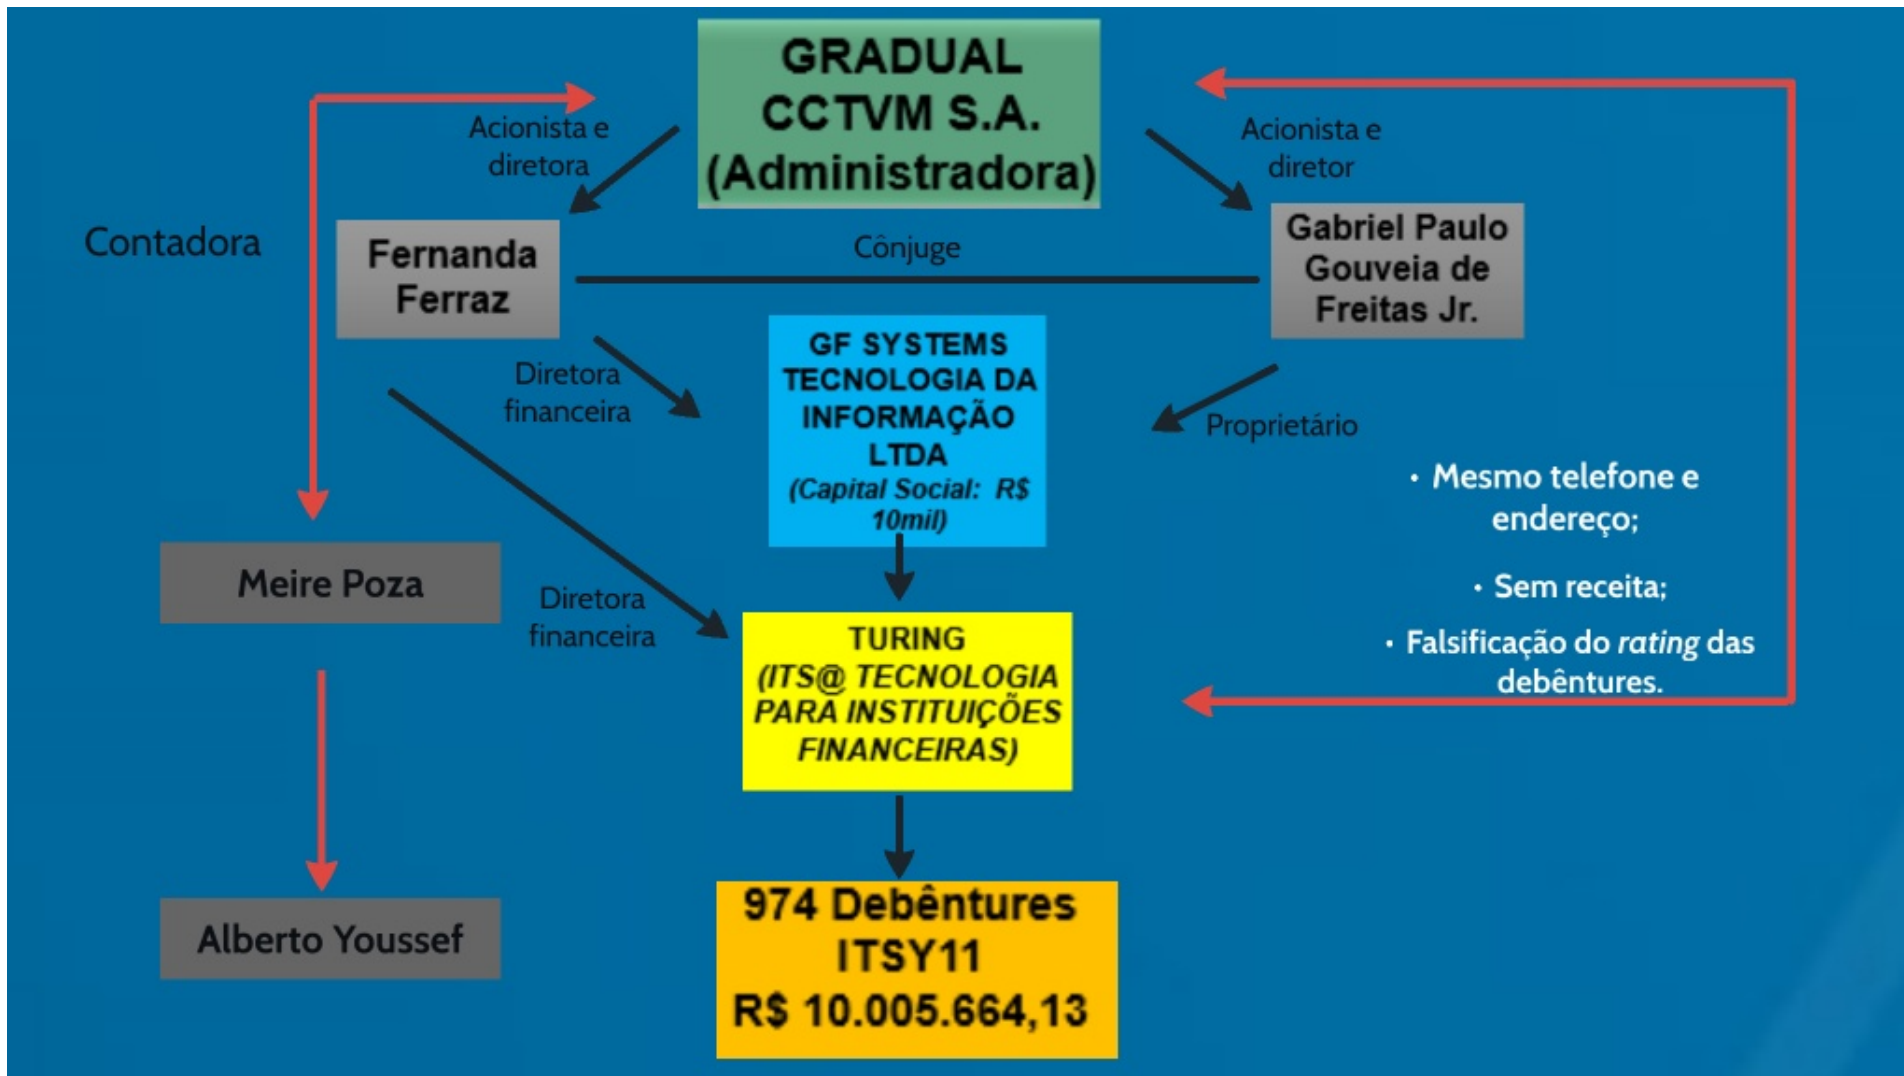 GRADUAL
CCTVM S.A.
(Administradora)
Acionista e
diretora
Acionista e
diretor
Contadora
Fernanda
Ferraz
Cônjuge
Gabriel Paulo
Gouveia de
Freitas Jr.
Diretora
financeira
GF SYSTEMS
TECNOLOGIA DA
INFORMAÇÃO
LTDA
(Capital Social: R$
10mil)
Proprietário
• Mesmo telefone e
endereço;
• Sem receita;
• Falsificação do rating das
debêntures.
Meire Poza
Diretora
financeira
TURING
(ITS@ TECNOLOGIA
PARA INSTITUIÇÕES
FINANCEIRAS)
Alberto Youssef
974 Debêntures
ITSY11
R$ 10.005.664,13